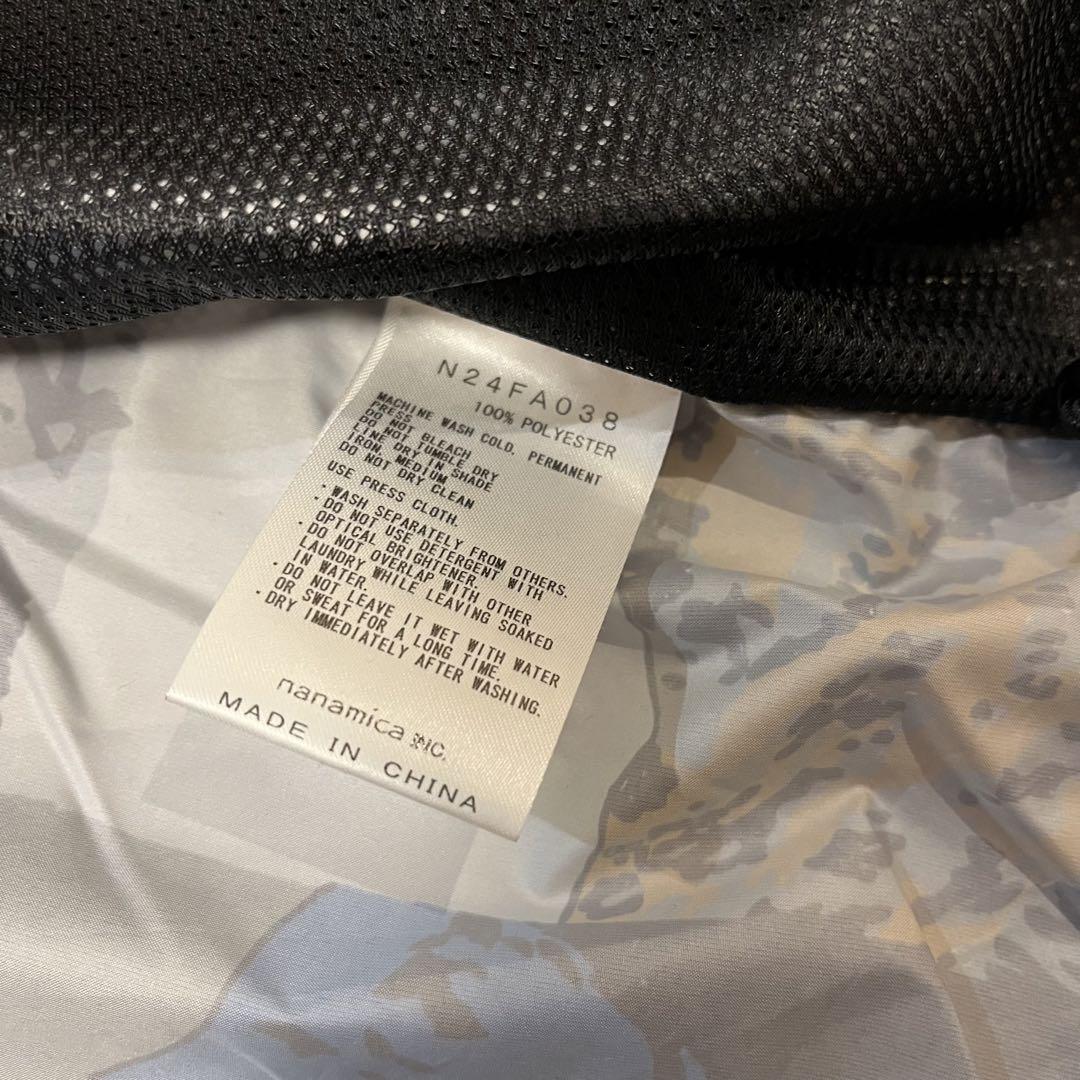 N24FA038
100% POLYESTER
MACHINE WASH COLD, PERMANENT
PRESS
DO NOT BLEACH
DO NOT TUMBLE DRY
LINE DRY IN SHADE
IRON, MEDIUM
DO NOT DRY CLEAN
USE PRESS CLOTH.
・WASH SEPARATELY FROM OTHERS.
・DO NOT USE DETERGENT WITH
OPTICAL BRIGHTENER.
・DO NOT OVERLAP WITH OTHER
LAUNDRY WHILE LEAVING SOAKED
IN WATER.
・DO NOT LEAVE IT WET WITH WATER
OR SWEAT FOR A LONG TIME.
・DRY IMMEDIATELY AFTER WASHING.
nanamica INC.
MADE IN CHINA